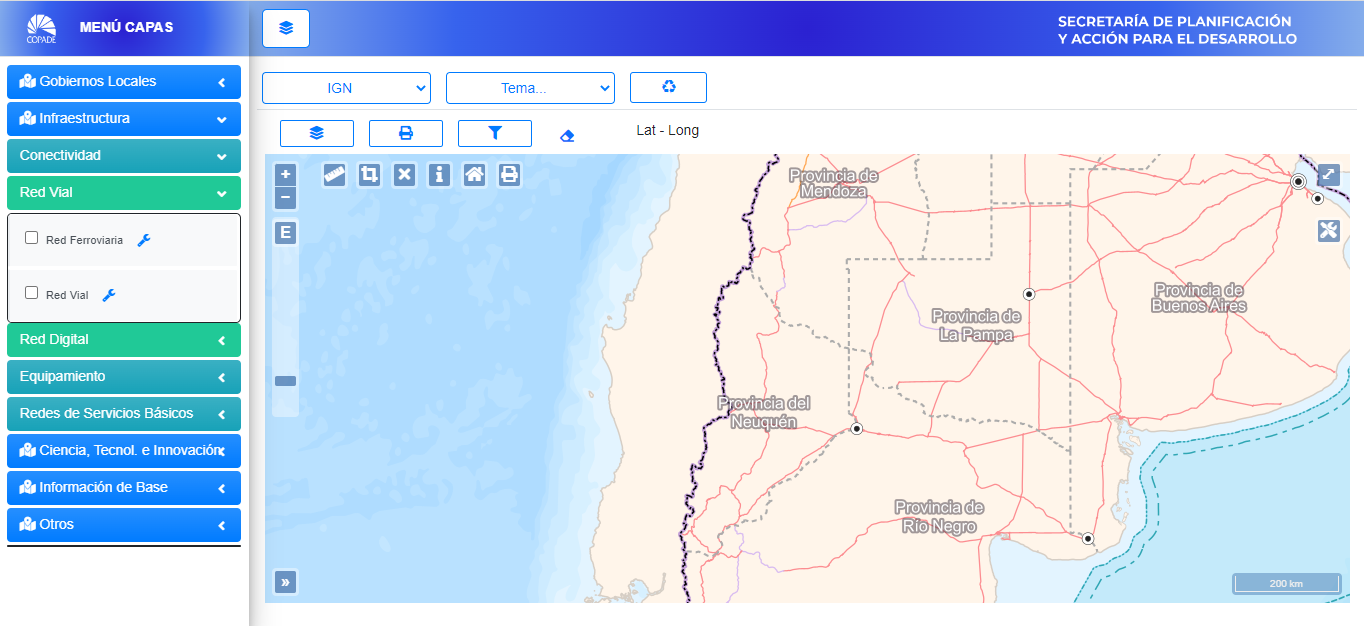 COPADE
MENÚ CAPAS
SECRETARÍA DE PLANIFICACIÓN
Y ACCIÓN PARA EL DESARROLLO
Gobiernos Locales
Infraestructura
Conectividad
Red Vial
Red Ferroviaria
Red Vial
Red Digital
Equipamiento
Redes de Servicios Básicos
Ciencia, Tecnol. e Innovación
Información de Base
Otros
IGN
Tema...
Lat - Long
+
−
E
Provincia de
Mendoza
Provincia de
La Pampa
Provincia de
Buenos Aires
Provincia del
Neuquén
Provincia de
Río Negro
»
200 km